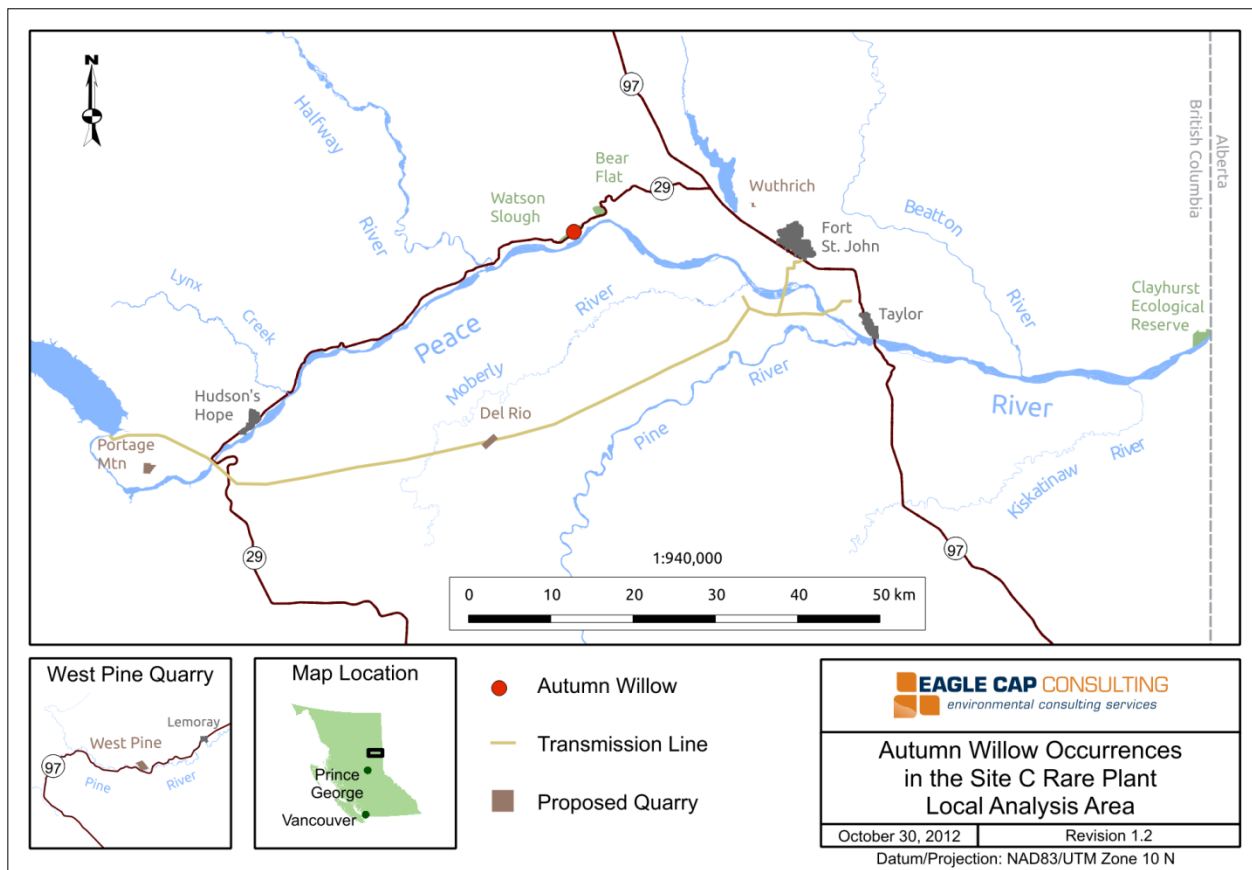 N
97
Halfway
River
Bear
Flat
29
Watson
Slough
Wuthrich
Fort
St. John
Beatton
River
Alberta
British Columbia
Lynx
Creek
Peace
River
Moberly
River
Taylor
Clayhurst
Ecological
Reserve
Hudson's
Hope
Portage
Mtn
Del Rio
Pine
River
Kiskatinaw
River
29
97
1:940,000
0 10 20 30 40 50 km
West Pine Quarry
Lemoray
West Pine
97
Pine
River
Map Location
Prince
George
Vancouver
Autumn Willow
Transmission Line
Proposed Quarry
EAGLE CAP CONSULTING
environmental consulting services
Autumn Willow Occurrences
in the Site C Rare Plant
Local Analysis Area
October 30, 2012
Revision 1.2
Datum/Projection: NAD83/UTM Zone 10 N